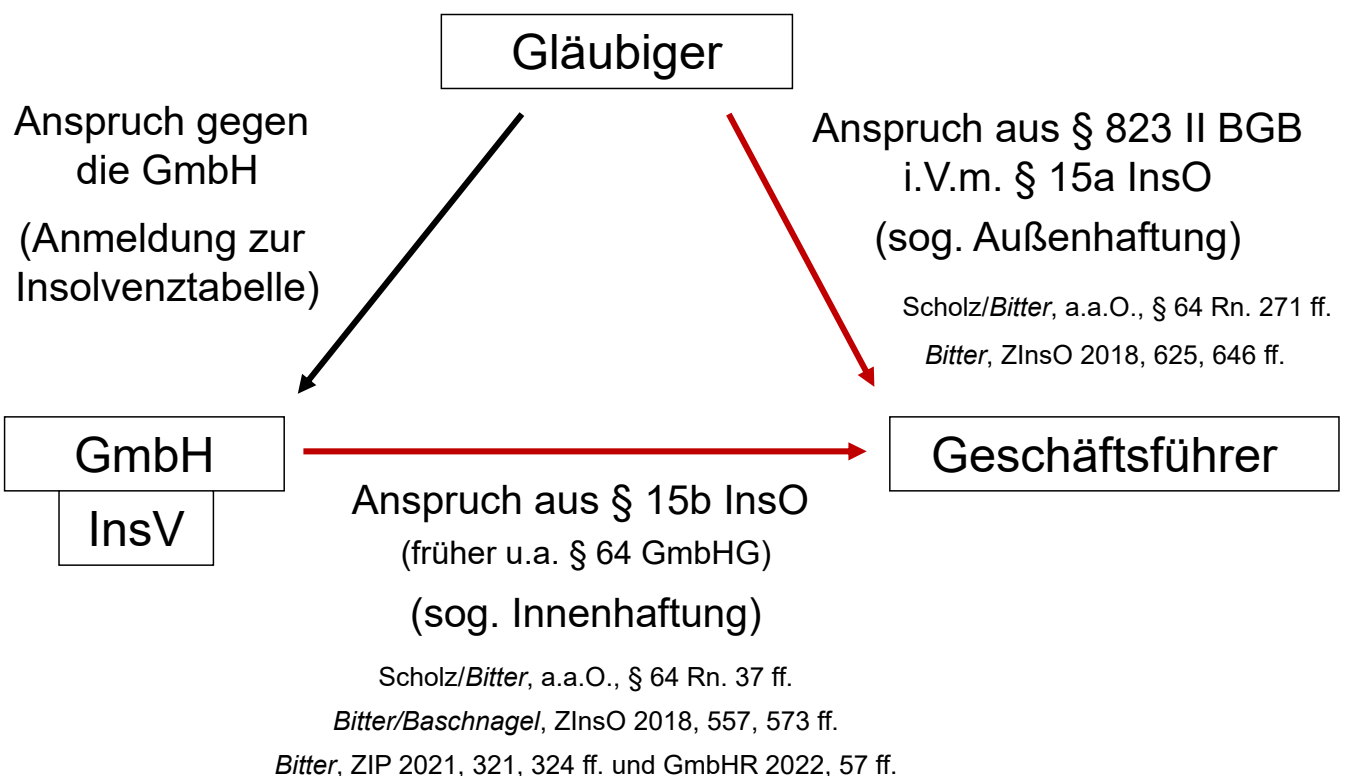 Gläubiger
Anspruch gegen
die GmbH
(Anmeldung zur
Insolvenztabelle)
Anspruch aus § 823 II BGB
i.V.m. § 15a InsO
(sog. Außenhaftung)
Scholz/Bitter, a.a.O., § 64 Rn. 271 ff.
Bitter, ZInsO 2018, 625, 646 ff.
GmbH
InsV
Geschäftsführer
Anspruch aus § 15b InsO
(früher u.a. § 64 GmbHG)
(sog. Innenhaftung)
Scholz/Bitter, a.a.O., § 64 Rn. 37 ff.
Bitter/Baschnagel, ZInsO 2018, 557, 573 ff.
Bitter, ZIP 2021, 321, 324 ff. und GmbHR 2022, 57 ff.